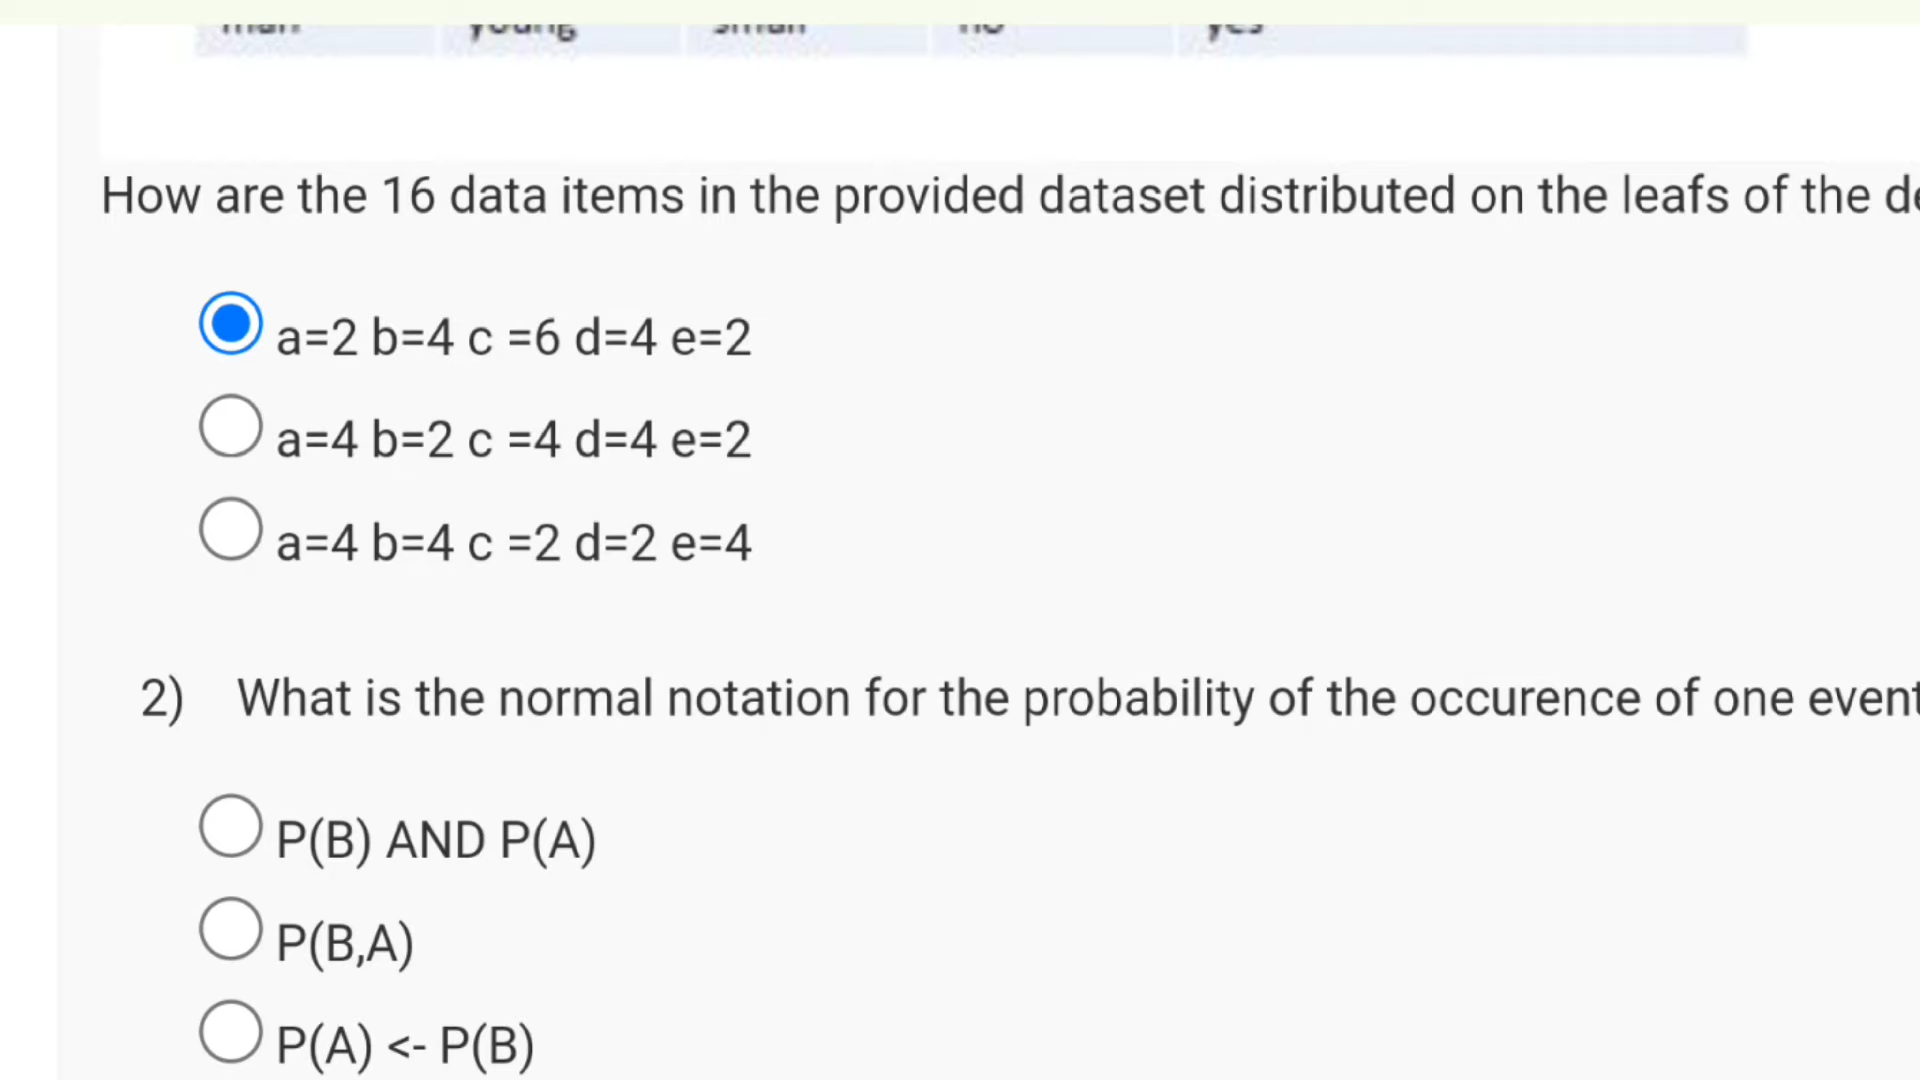 How are the 16 data items in the provided dataset distributed on the leafs of the
a=2 b=4 c =6 d=4 e=2
a=4 b=2 c =4 d=4 e=2
a=4 b=4 c =2 d=2 e=4
2) What is the normal notation for the probability of the occurence of one event
P(B) AND P(A)
P(B,A)
P(A) <- P(B)